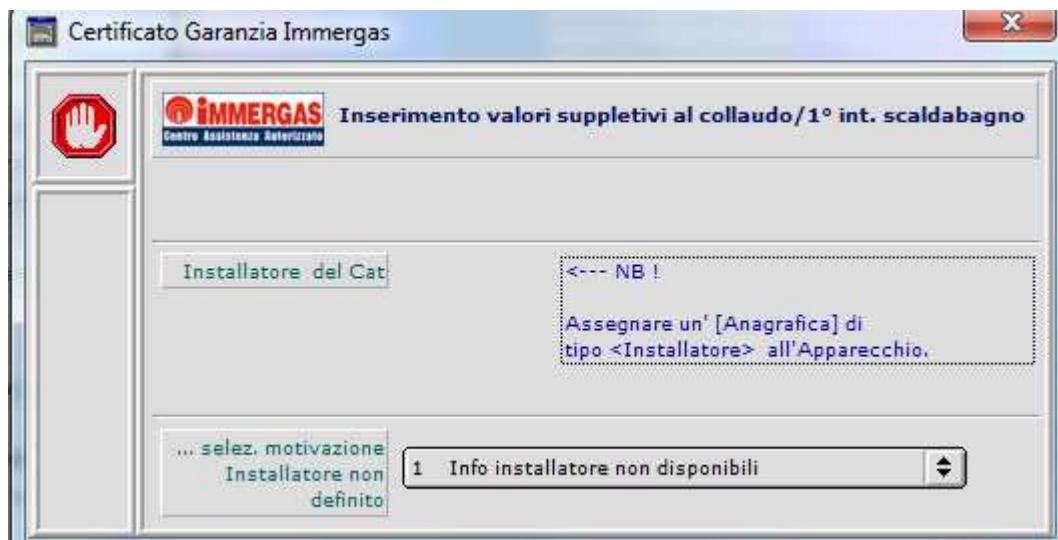 Certificato Garanzia Immergas
IMMERGAS
Centro Assistenza Autorizzato
Inserimento valori suppletivi al collaudo/1° int. scaldabagno
Installatore del Cat
<--- NB !
Assegnare un' [Anagrafica] di
tipo <Installatore> all'Apparecchio.
... selez. motivazione
Installatore non
definito
1 Info installatore non disponibili